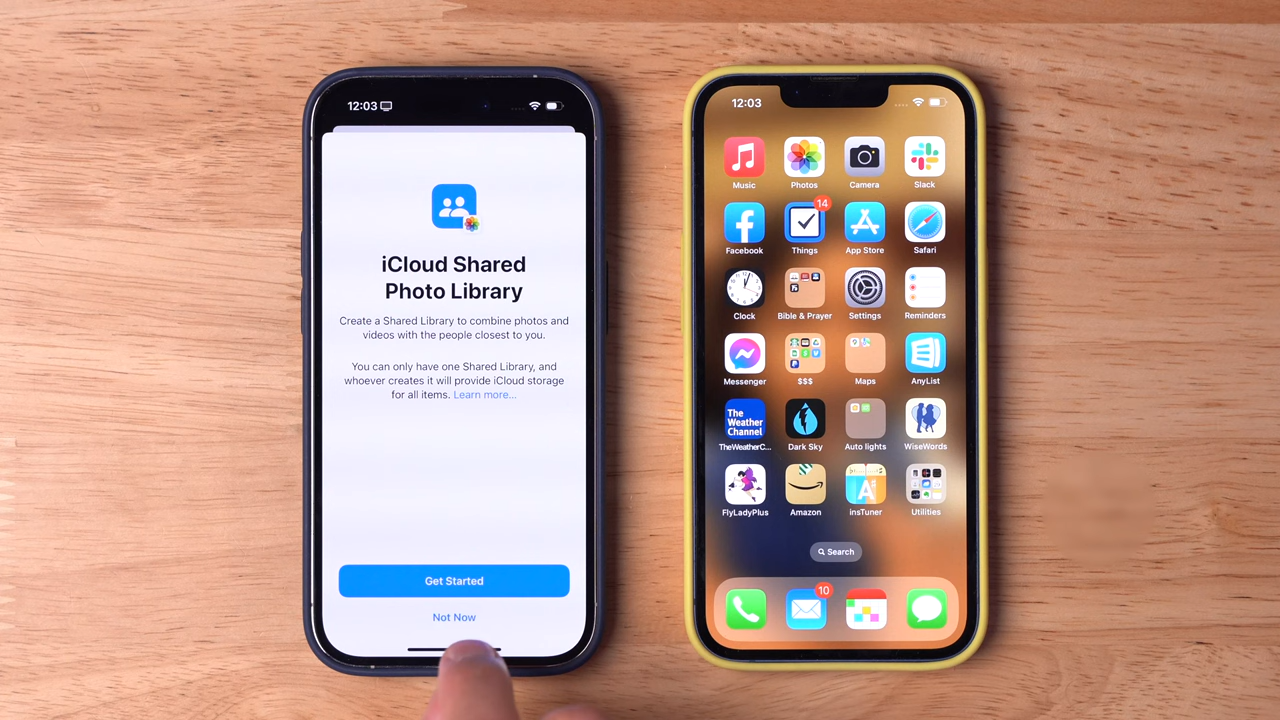 12:03
iCloud Shared
Photo Library
Create a Shared Library to combine photos and
videos with the people closest to you.
You can only have one Shared Library, and
whoever creates it will provide iCloud storage
for all items. Learn more...
Get Started
Not Now
12:03
Music Photos Camera Slack
14
Facebook Things App Store Safari
Clock Bible & Prayer Settings Reminders
Messenger $$$ Maps AnyList
The
Weather
Channel
TheWeatherC... Dark Sky Auto lights WiseWords
FlyLadyPlus Amazon insTuner Utilities
Search
10